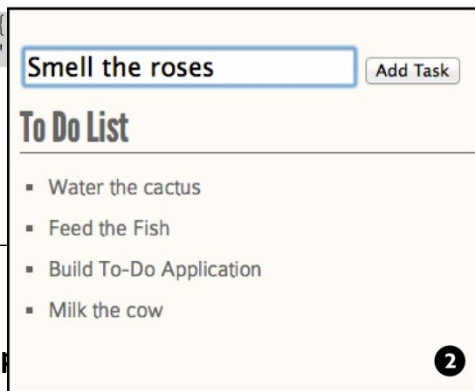 Smell the roses
Add Task
To Do List
▪ Water the cactus
▪ Feed the Fish
▪ Build To-Do Application
▪ Milk the cow
2